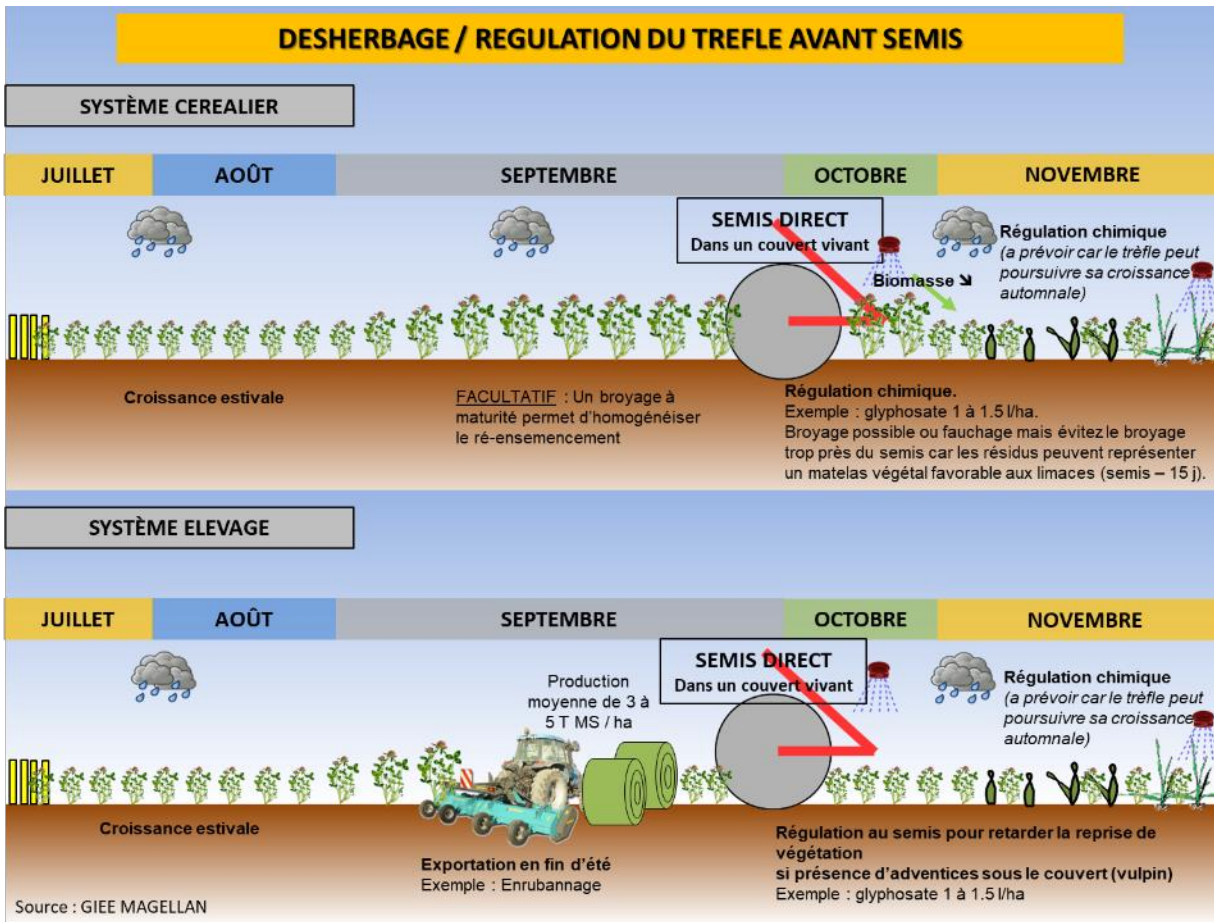 DESHERBAGE / REGULATION DU TREFLE AVANT SEMIS
SYSTÈME CEREALIER
JUILLET AOÛT SEPTEMBRE OCTOBRE NOVEMBRE
SEMIS DIRECT
Dans un couvert vivant
Biomasse ↘
Régulation chimique
(a prévoir car le trèfle peut
poursuive sa croissance
automnale)
Croissance estivale
FACULTATIF : Un broyage à
maturité permet d'homogénéiser
le ré-ensemencement
Régulation chimique.
Exemple : glyphosate 1 à 1.5 l/ha.
Broyage possible ou fauchage mais évitez le broyage
trop près du semis car les résidus peuvent représenter
un matelas végétal favorable aux limaces (semis – 15 j).
SYSTÈME ELEVAGE
JUILLET AOÛT SEPTEMBRE OCTOBRE NOVEMBRE
Production
moyenne de 3 à
5 T MS / ha
SEMIS DIRECT
Dans un couvert vivant
Régulation chimique
(a prévoir car le trèfle peut
poursuive sa croissance
automnale)
Croissance estivale
Exportation en fin d'été
Exemple : Enrubannage
Régulation au semis pour retarder la reprise de
végétation
si présence d'adventices sous le couvert (vulpin)
Exemple : glyphosate 1 à 1.5 l/ha
Source : GIEE MAGELLAN